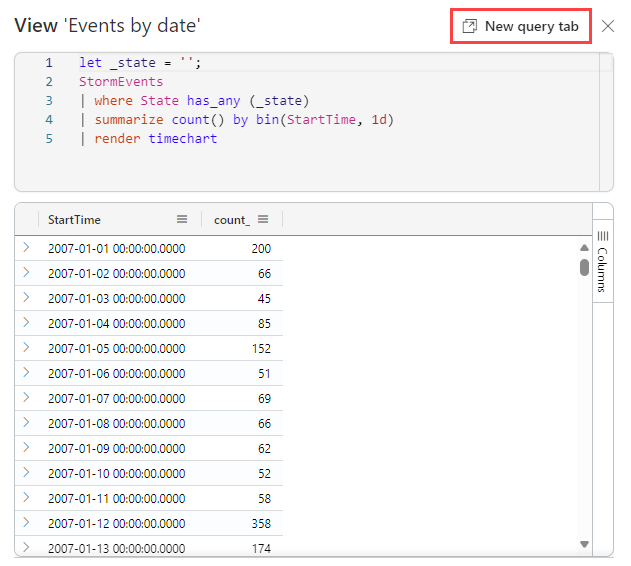 View 'Events by date'
New query tab
1 let _state = '';
2 StormEvents
3 | where State has_any (_state)
4 | summarize count() by bin(StartTime, 1d)
5 | render timechart
StartTime count_
2007-01-01 00:00:00.0000 200
2007-01-02 00:00:00.0000 66
2007-01-03 00:00:00.0000 45
2007-01-04 00:00:00.0000 85
2007-01-05 00:00:00.0000 152
2007-01-06 00:00:00.0000 51
2007-01-07 00:00:00.0000 69
2007-01-08 00:00:00.0000 66
2007-01-09 00:00:00.0000 62
2007-01-10 00:00:00.0000 52
2007-01-11 00:00:00.0000 58
2007-01-12 00:00:00.0000 358
2007-01-13 00:00:00.0000 174
Columns